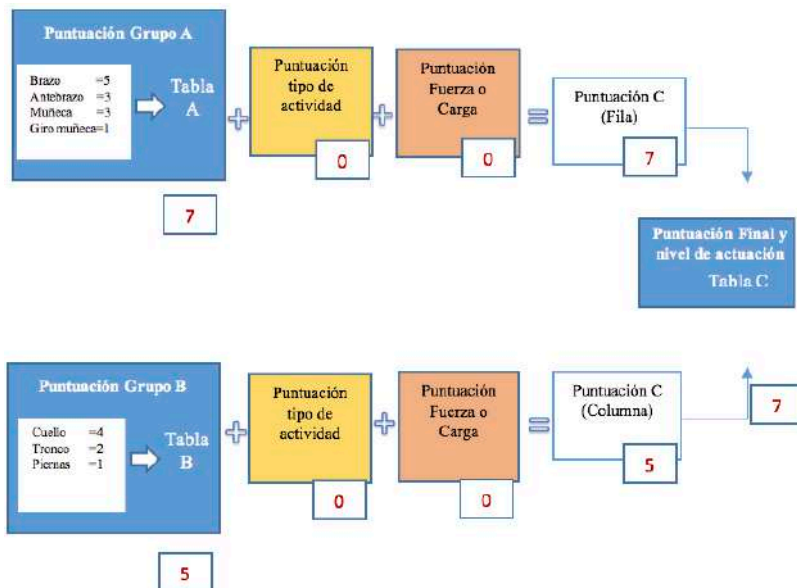 Puntuación Grupo A
Brazo =5
Antebrazo =3
Muñeca =3
Giro muñeca=1
Tabla
A
7
+
Puntuación
tipo de
actividad
0
+
Puntuación
Fuerza o
Carga
0
=
Puntuación C
(Fila)
7
Puntuación Final y
nivel de actuación
Tabla C
7
Puntuación Grupo B
Cuello =4
Tronco =2
Piernas =1
Tabla
B
5
+
Puntuación
tipo de
actividad
0
+
Puntuación
Fuerza o
Carga
0
=
Puntuación C
(Columna)
5